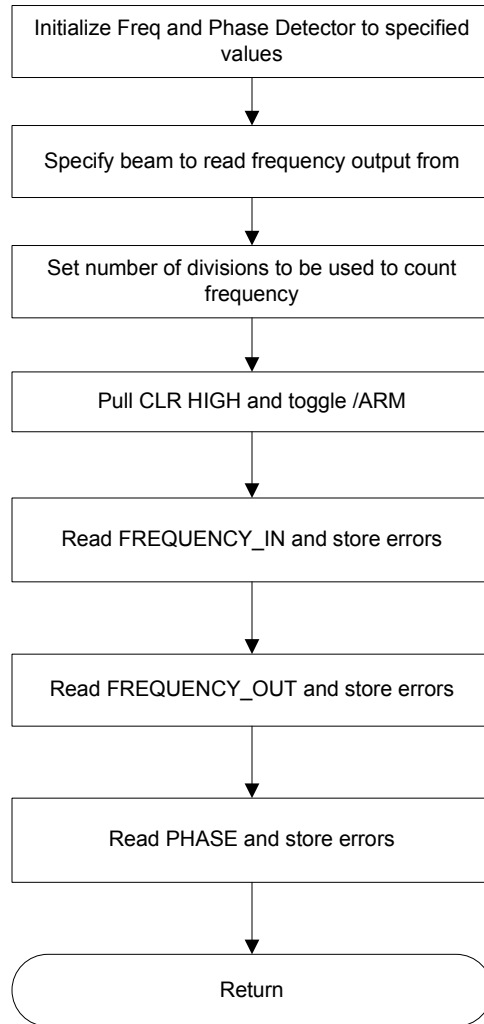 Initialize Freq and Phase Detector to specified
values
Specify beam to read frequency output from
Set number of divisions to be used to count
frequency
Pull CLR HIGH and toggle /ARM
Read FREQUENCY_IN and store errors
Read FREQUENCY_OUT and store errors
Read PHASE and store errors
Return